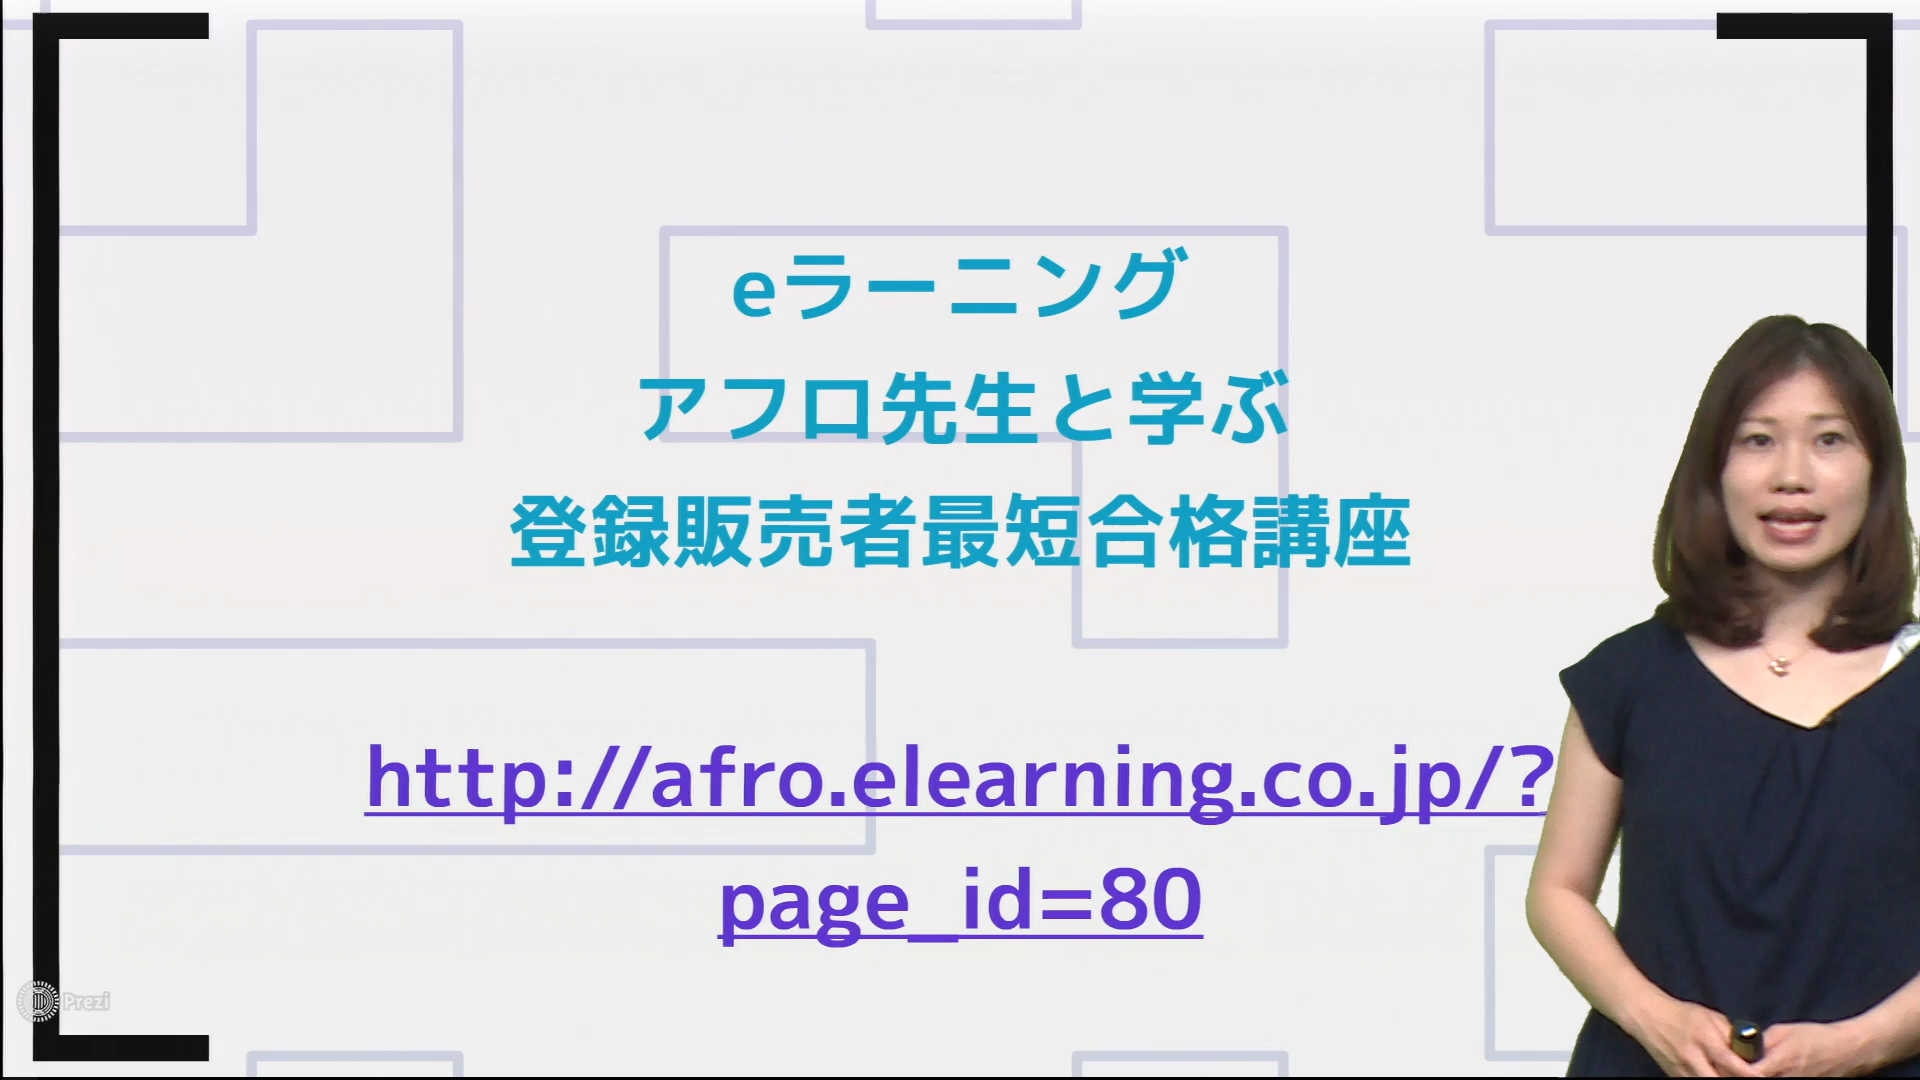 eラーニング
アフロ先生と学ぶ
登録販売者最短合格講座
http://afro.elearning.co.jp/?
page_id=80
Prezi